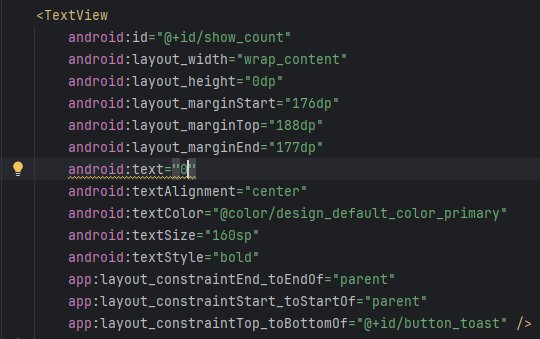 <TextView
android:id="@+id/show_count"
android:layout_width="wrap_content"
android:layout_height="0dp"
android:layout_marginStart="176dp"
android:layout_marginTop="188dp"
android:layout_marginEnd="177dp"
android:text="0"
android:textAlignment="center"
android:textColor="@color/design_default_color_primary"
android:textSize="160sp"
android:textStyle="bold"
app:layout_constraintEnd_toEndOf="parent"
app:layout_constraintStart_toStartOf="parent"
app:layout_constraintTop_toBottomOf="@+id/button_toast" />